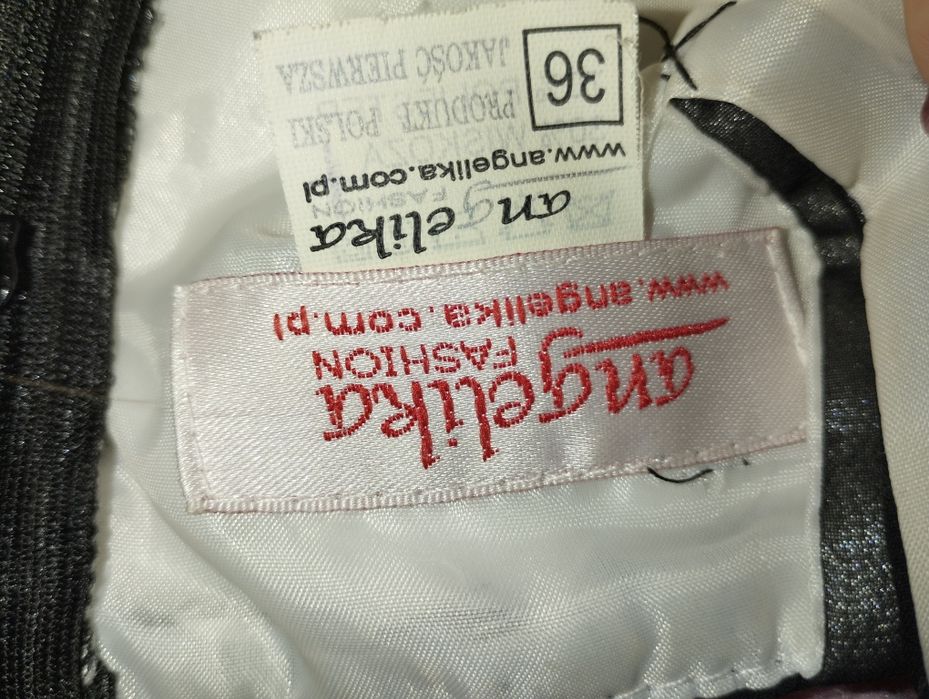 angelika
FASHION
www.angelika.com.pl
angelika
FASHION
www.angelika.com.pl
PRODUKT POLSKI
JAKOŚĆ PIERWSZA
36